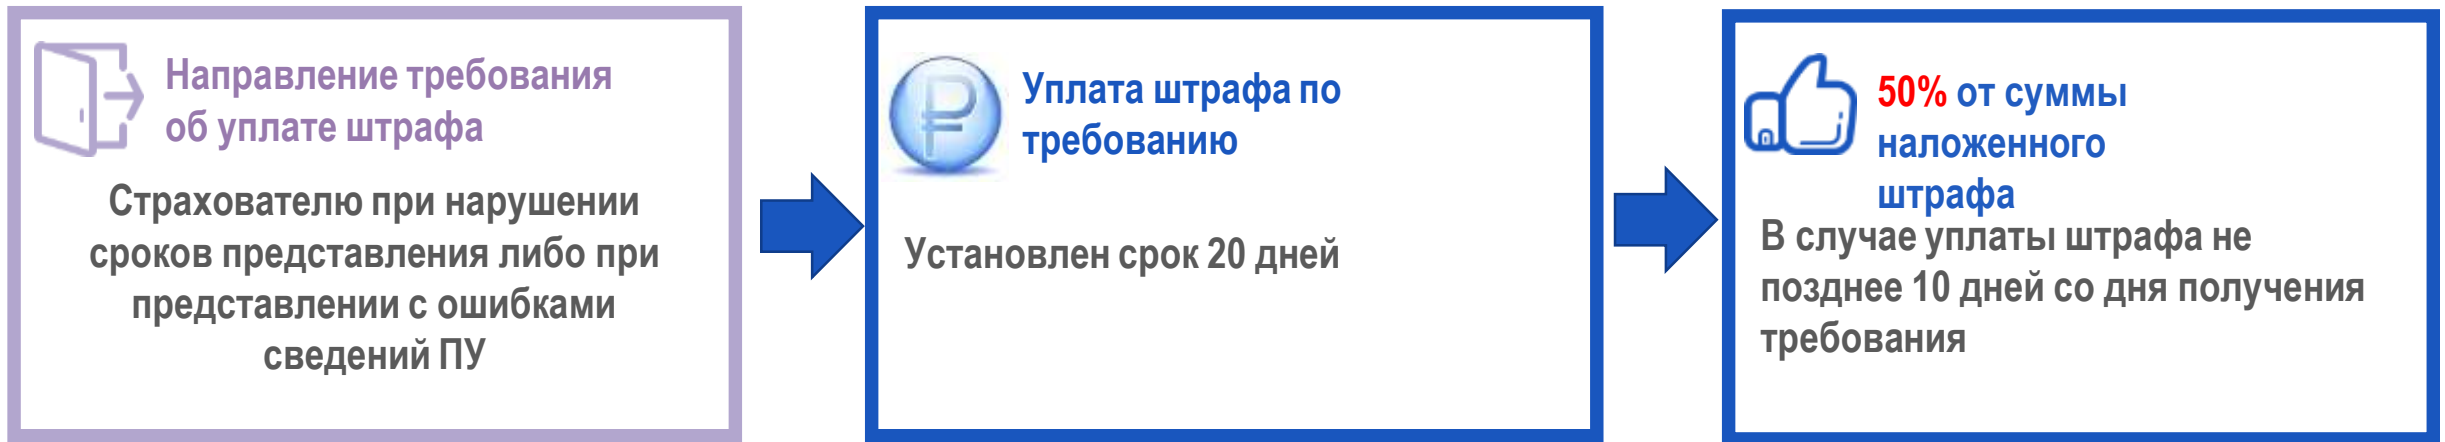 Направление требования
об уплате штрафа
Страхователю при нарушении
сроков представления либо при
представлении с ошибками
сведений ПУ
Уплата штрафа по
требованию
Установлен срок 20 дней
50% от суммы
наложенного
штрафа
В случае уплаты штрафа не
позднее 10 дней со дня получения
требования